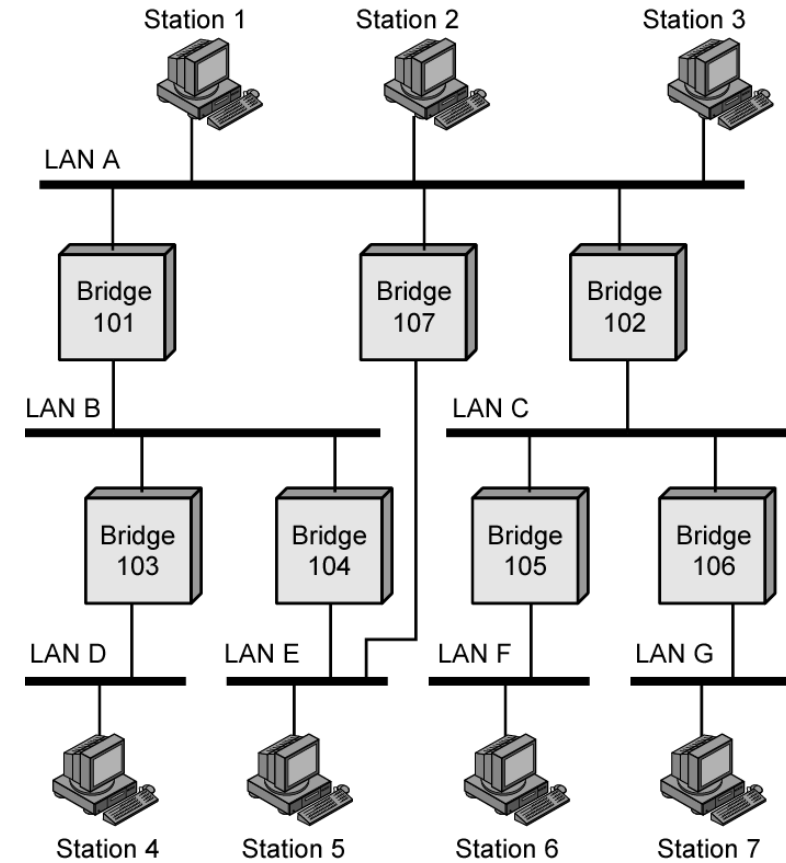 Station 1
Station 2
Station 3
LAN A
Bridge
101
Bridge
107
Bridge
102
LAN B
LAN C
Bridge
103
Bridge
104
Bridge
105
Bridge
106
LAN D
LAN E
LAN F
LAN G
Station 4
Station 5
Station 6
Station 7